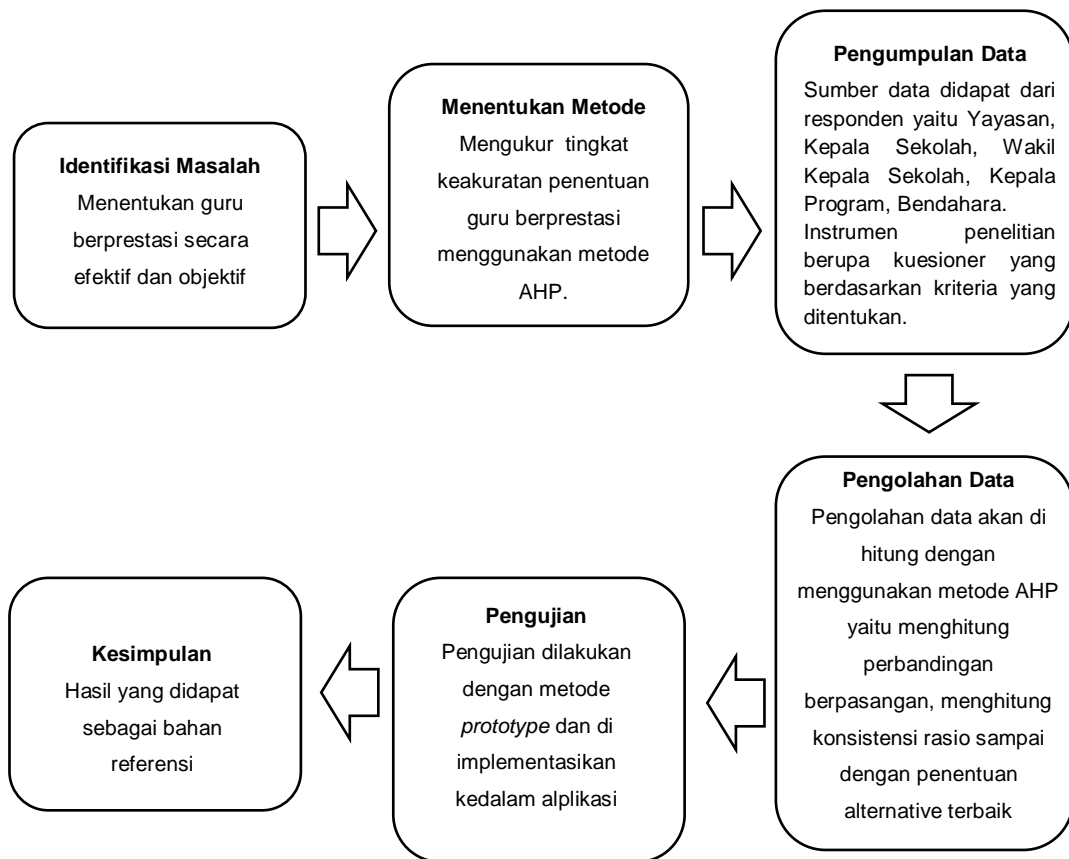 Identifikasi Masalah
Menentukan guru
berprestasi secara
efektif dan objektif
Menentukan Metode
Mengukur tingkat
keakuratan penentuan
guru berprestasi
menggunakan metode
AHP.
Pengumpulan Data
Sumber data didapat dari
responden yaitu Yayasan,
Kepala Sekolah, Wakil
Kepala Sekolah, Kepala
Program, Bendahara.
Instrumen penelitian
berupa kuesioner yang
berdasarkan kriteria yang
ditentukan.
Pengolahan Data
Pengolahan data akan di
hitung dengan
menggunakan metode AHP
yaitu menghitung
perbandingan
berpasangan, menghitung
konsistensi rasio sampai
dengan penentuan
alternative terbaik
Pengujian
Pengujian dilakukan
dengan metode
prototype dan di
implementasikan
kedalam alplikasi
Kesimpulan
Hasil yang didapat
sebagai bahan
referensi